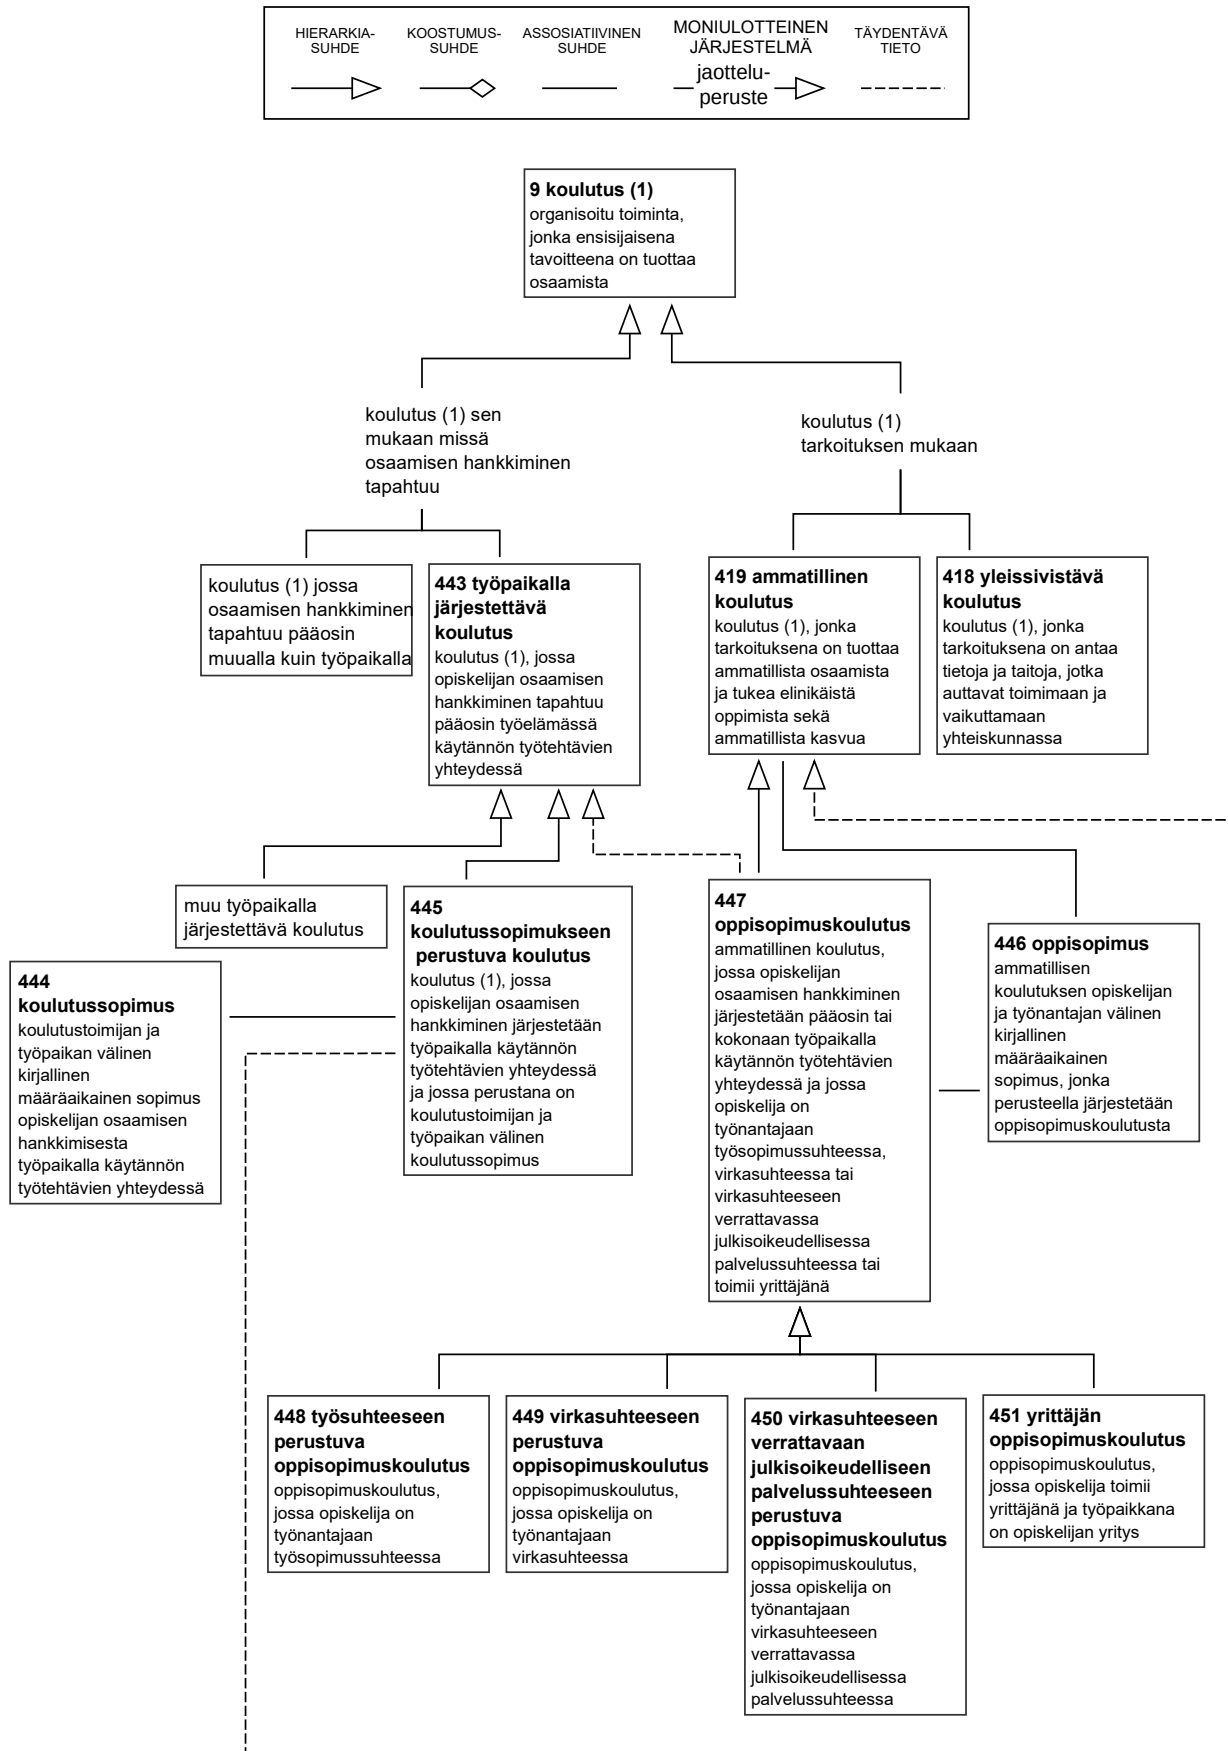 HIERARKIA-
SUHDE
KOOSTUMUS-
SUHDE
ASSOSIATIIVINEN
SUHDE
MONIULOTTEINEN
JÄRJESTELMÄ
jaottelu-
peruste
TÄYDENTÄVÄ
TIETO
9 koulutus (1)
organisoitu toiminta,
jonka ensisijaisena
tavoitteena on tuottaa
osaamista
koulutus (1) sen
mukaan missä
osaamisen hankkiminen
tapahtuu
koulutus (1)
tarkoituksen mukaan
koulutus (1) jossa
osaamisen hankkiminen
tapahtuu pääosin
muualla kuin työpaikalla
443 työpaikalla
järjestettävä
koulutus
koulutus (1), jossa
opiskelijan osaamisen
hankkiminen tapahtuu
pääosin työelämässä
käytännön työtehtävien
yhteydessä
419 ammatillinen
koulutus
koulutus (1), jonka
tarkoituksena on tuottaa
ammatillista osaamista
ja tukea elinikäistä
oppimista sekä
ammatillista kasvua
418 yleissivistävä
koulutus
koulutus (1), jonka
tarkoituksena on antaa
tietoja ja taitoja, jotka
auttavat toimimaan ja
vaikuttamaan
yhteiskunnassa
muu työpaikalla
järjestettävä koulutus
444
koulutussopimus
koulutustoimijan ja
työpaikan välinen
kirjallinen
määräaikainen sopimus
opiskelijan osaamisen
hankkimisesta
työpaikalla käytännön
työtehtävien yhteydessä
445
koulutussopimukseen
perustuva koulutus
koulutus (1), jossa
opiskelijan osaamisen
hankkiminen järjestetään
työpaikalla käytännön
työtehtävien yhteydessä
ja jossa perustana on
koulutustoimijan ja
työpaikan välinen
koulutussopimus
447
oppisopimuskoulutus
ammatillinen koulutus,
jossa opiskelijan
osaamisen hankkiminen
järjestetään pääosin tai
kokonaan työpaikalla
käytännön työtehtävien
yhteydessä ja jossa
opiskelija on
työnantajaan
työsopimussuhteessa,
virkasuhteessa tai
virkasuhteeseen
verrattavassa
julkisoikeudellisessa
palvelussuhteessa tai
toimii yrittäjänä
446 oppisopimus
ammatillisen
koulutuksen opiskelijan
ja työnantajan välinen
kirjallinen
määräaikainen
sopimus, jonka
perusteella järjestetään
oppisopimuskoulutusta
448 työsuhteeseen
perustuva
oppisopimuskoulutus
oppisopimuskoulutus,
jossa opiskelija on
työnantajaan
työsopimussuhteessa
449 virkasuhteeseen
perustuva
oppisopimuskoulutus
oppisopimuskoulutus,
jossa opiskelija on
työnantajaan
virkasuhteessa
450 virkasuhteeseen
verrattavaan
julkisoikeudelliseen
palvelussuhteeseen
perustuva
oppisopimuskoulutus
oppisopimuskoulutus,
jossa opiskelija on
työnantajaan
virkasuhteeseen
verrattavassa
julkisoikeudellisessa
palvelussuhteessa
451 yrittäjän
oppisopimuskoulutus
oppisopimuskoulutus,
jossa opiskelija toimii
yrittäjänä ja työpaikkana
on opiskelijan yritys